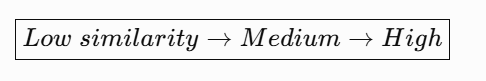 Low similarity → Medium → High